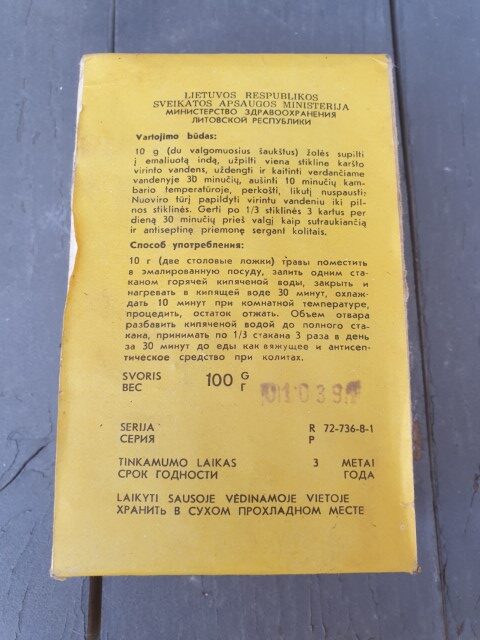 LIETUVOS RESPUBLIKOS
SVEIKATOS APSAUGOS MINISTERIJA
МИНИСТЕРСТВО ЗДРАВООХРАНЕНИЯ
ЛИТОВСКОЙ РЕСПУБЛИКИ
Vartojimo būdas:
10 g (du valgomuosius šaukštus) žolės supilti
į emaliuotą indą, užpilti viena stikline karšto
virinto vandens, uždengti ir kaitinti verdančiame
vandenyje 30 minučių, aušinti 10 minučių kam-
bario temperatūroje, perkošti, likutį nuspausti.
Nuoviro tūrį papildyti virintu vandeniu iki pil-
nos stiklinės. Gerti po 1/3 stiklinės 3 kartus per
dieną 30 minučių prieš valgį kaip sutraukiančią
ir antiseptinę priemonę sergant kolitais.
Способ употребления:
10 г (две столовые ложки) травы поместить
в эмалированную посуду, залить одним ста-
каном горячей кипяченой воды, закрыть и
нагревать в кипящей воде 30 минут, охлаж-
дать 10 минут при комнатной температуре,
процедить, остаток отжать. Объем отвара
разбавить кипяченой водой до полного ста-
кана, принимать по 1/3 стакана 3 раза в день
за 30 минут до еды как вяжущее и антисеп-
тическое средство при колитах.
SVORIS 100 G
ВЕС Г
SERIJA R 72-736-8-1
СЕРИЯ Р
TINKAMUMO LAIKAS 3 METAI
СРОК ГОДНОСТИ ГОДА
LAIKYTI SAUSOJE VĖDINAMOJE VIETOJE
ХРАНИТЬ В СУХОМ ПРОХЛАДНОМ МЕСТЕ